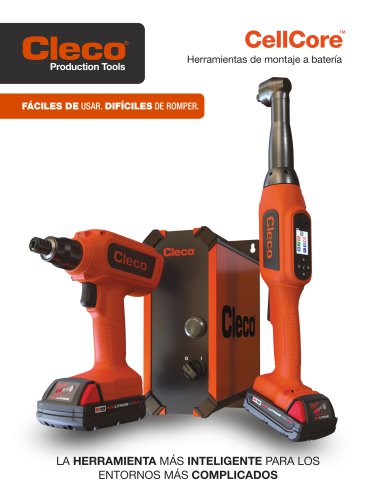 Cleco®
Production Tools
CellCore™
Herramientas de montaje a batería
FÁCILES DE USAR. DIFÍCILES DE ROMPER.
Cleco
Cleco
Cleco
Cleco
LA HERRAMIENTA MÁS INTELIGENTE PARA LOS
ENTORNOS MÁS COMPLICADOS